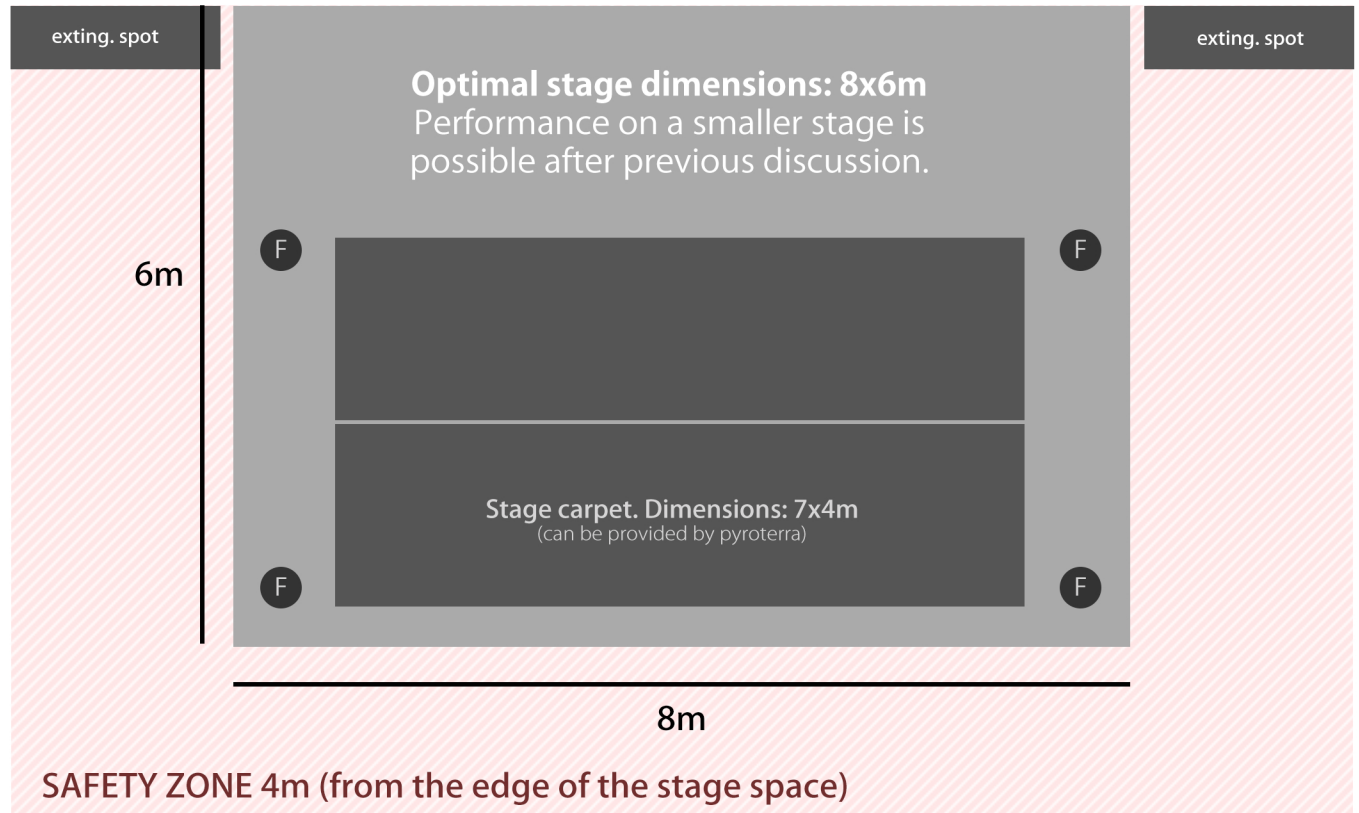 exting. spot
exting. spot
Optimal stage dimensions: 8x6m
Performance on a smaller stage is
possible after previous discussion.
F
F
6m
Stage carpet. Dimensions: 7x4m
(can be provided by pyroterra)
F
F
8m
SAFETY ZONE 4m (from the edge of the stage space)